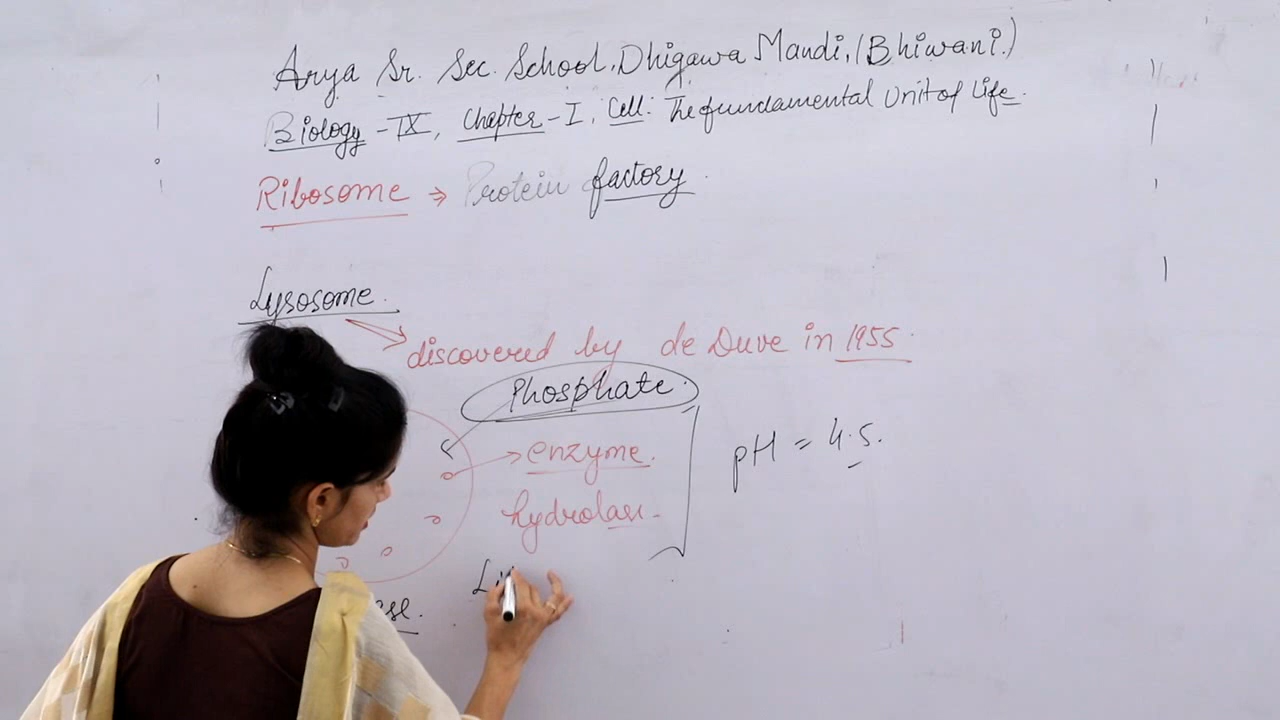 Arya Sr. Sec. School, Dhigawa Mandi, (Bhiwani.)
Biology - IX, Chapter - I, Cell: The fundamental Unit of Life.
Ribosome → Protein factory.
Lysosome.
discovered by de Duve in 1955.
Phosphate.
enzyme.
pH = 4.5.
hydrolase.